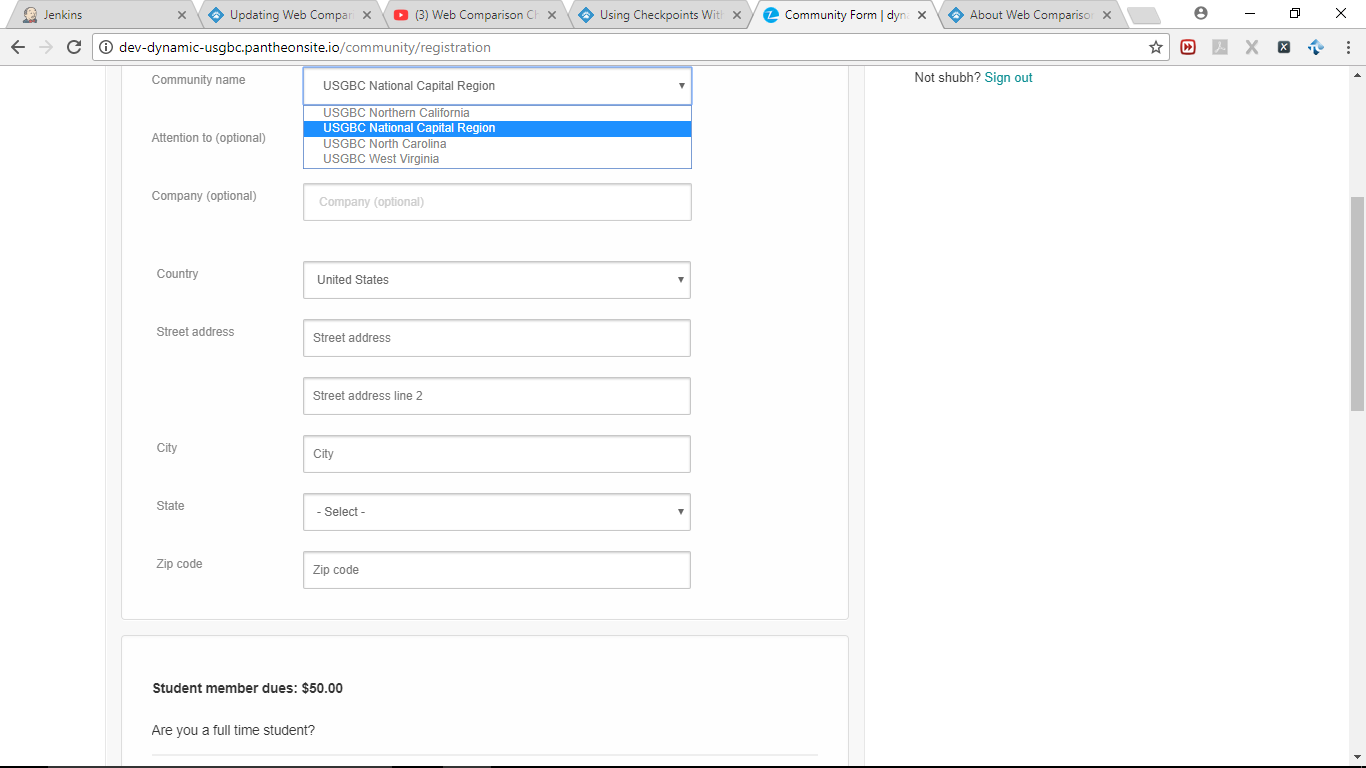 Jenkins
Updating Web Compar
(3) Web Comparison Ch
Using Checkpoints With
Community Form | dyn
About Web Comparison
dev-dynamic-usgbc.pantheonsite.io/community/registration
Community name
USGBC National Capital Region
USGBC Northern California
USGBC National Capital Region
USGBC North Carolina
USGBC West Virginia
Not shubh? Sign out
Attention to (optional)
Company (optional)
Company (optional)
Country
United States
Street address
Street address
Street address line 2
City
City
State
- Select -
Zip code
Zip code
Student member dues: $50.00
Are you a full time student?